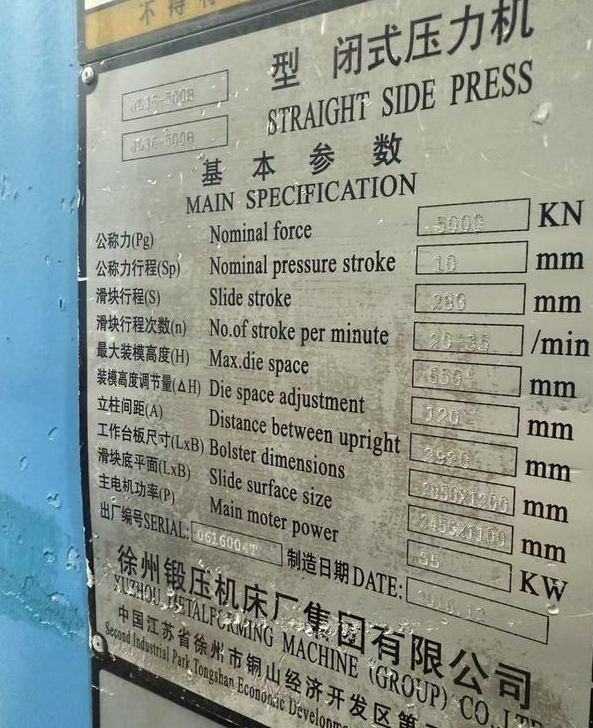 不得
型 闭式压力机
JC36-500B
STRAIGHT SIDE PRESS
基本参数
MAIN SPECIFICATION
公称力(Pg) Nominal force 5000 KN
公称力行程(Sp) Nominal pressure stroke 10 mm
滑块行程(S) Slide stroke 280 mm
滑块行程次数(n) No.of stroke per minute 20-35 /min
最大装模高度(H) Max.die space 650 mm
装模高度调节量(△H) Die space adjustment 120 mm
立柱间距(A) Distance between upright 2920 mm
工作台板尺寸(LxB) Bolster dimensions 2850X1200 mm
滑块底平面(LxB) Slide surface size 2455X1100 mm
主电机功率(P) Main moter power 55 KW
出厂编号SERIAL: 0616004T 制造日期DATE:
徐州锻压机床厂集团有限公司
XUZHOU METALFORMING MACHINE (GROUP) CO.,LTD
中国江苏省徐州市铜山经济开发区第
Second Industrial Park Tongshan Economic Developme